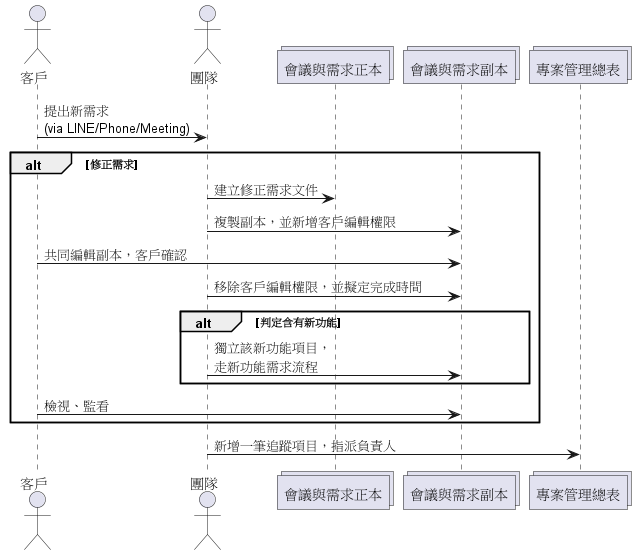 客戶
團隊
會議與需求正本
會議與需求副本
專案管理總表
提出新需求
(via LINE/Phone/Meeting)
alt [修正需求]
建立修正需求文件
複製副本，並新增客戶編輯權限
共同編輯副本，客戶確認
移除客戶編輯權限，並擬定完成時間
alt [判定含有新功能]
獨立該新功能項目，
走新功能需求流程
檢視、監看
新增一筆追蹤項目，指派負責人
客戶
團隊
會議與需求正本
會議與需求副本
專案管理總表